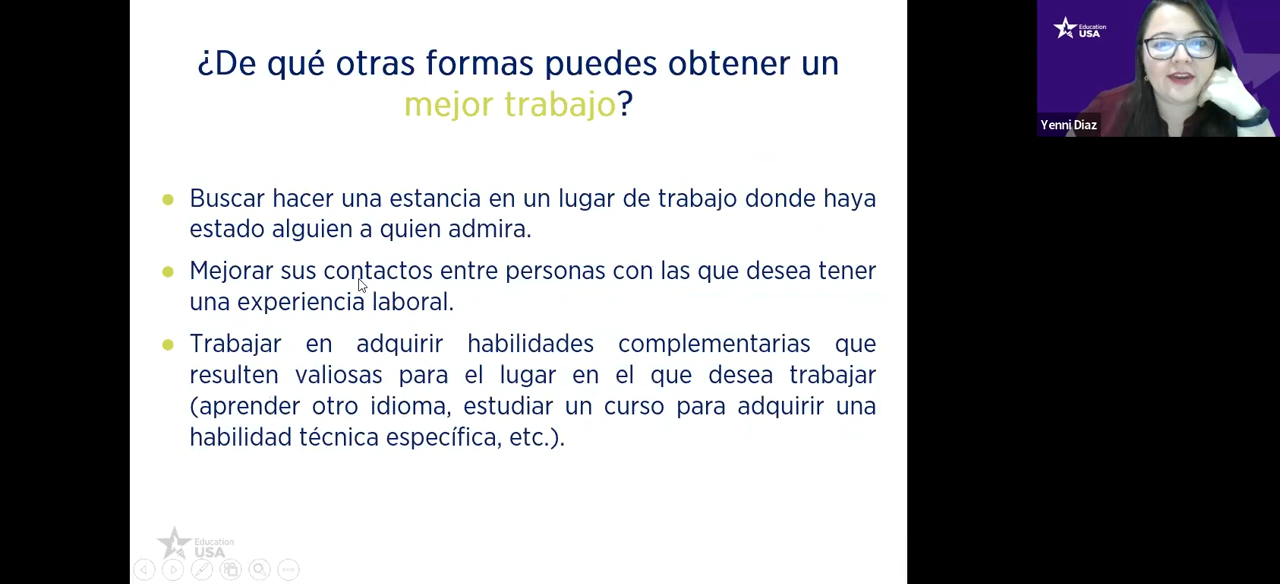 ¿De qué otras formas puedes obtener un
mejor trabajo?
Buscar hacer una estancia en un lugar de trabajo donde haya
estado alguien a quien admira.
Mejorar sus contactos entre personas con las que desea tener
una experiencia laboral.
Trabajar en adquirir habilidades complementarias que
resulten valiosas para el lugar en el que desea trabajar
(aprender otro idioma, estudiar un curso para adquirir una
habilidad técnica específica, etc.).
Education
USA
Education
USA
Yenni Diaz